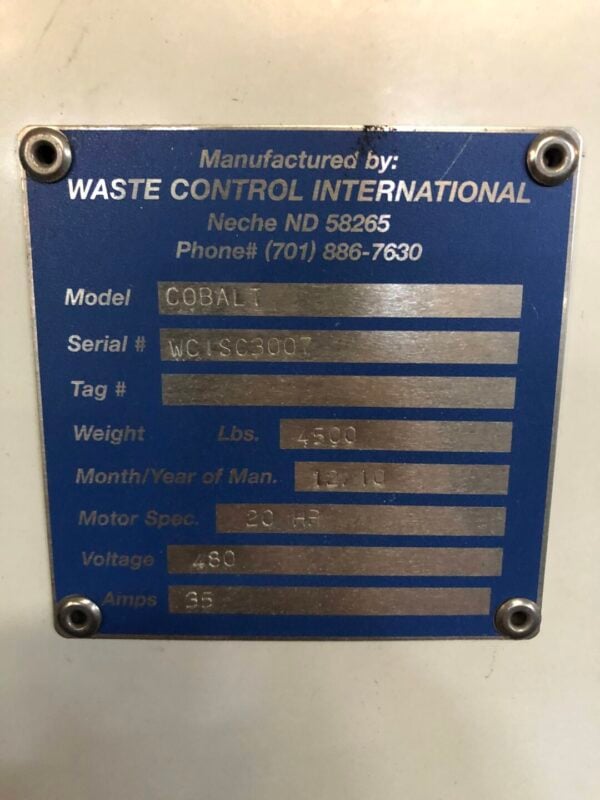 Manufactured by:
WASTE CONTROL INTERNATIONAL
Neche ND 58265
Phone# (701) 886-7630
Model COBALT
Serial # WCISC3007
Tag #
Weight Lbs. 4500
Month/Year of Man. 12/10
Motor Spec. 20 HP
Voltage 480
Amps 35